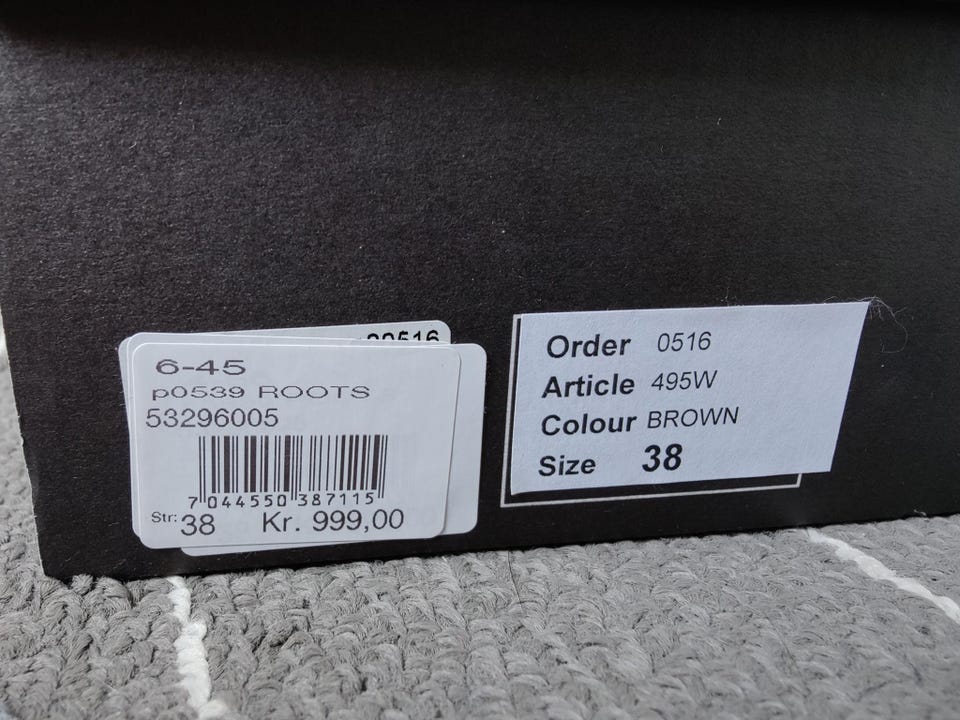 6-45
p0539 ROOTS
53296005
7 044550 387115
Str: 38 Kr. 999,00
Order 0516
Article 495W
Colour BROWN
Size 38